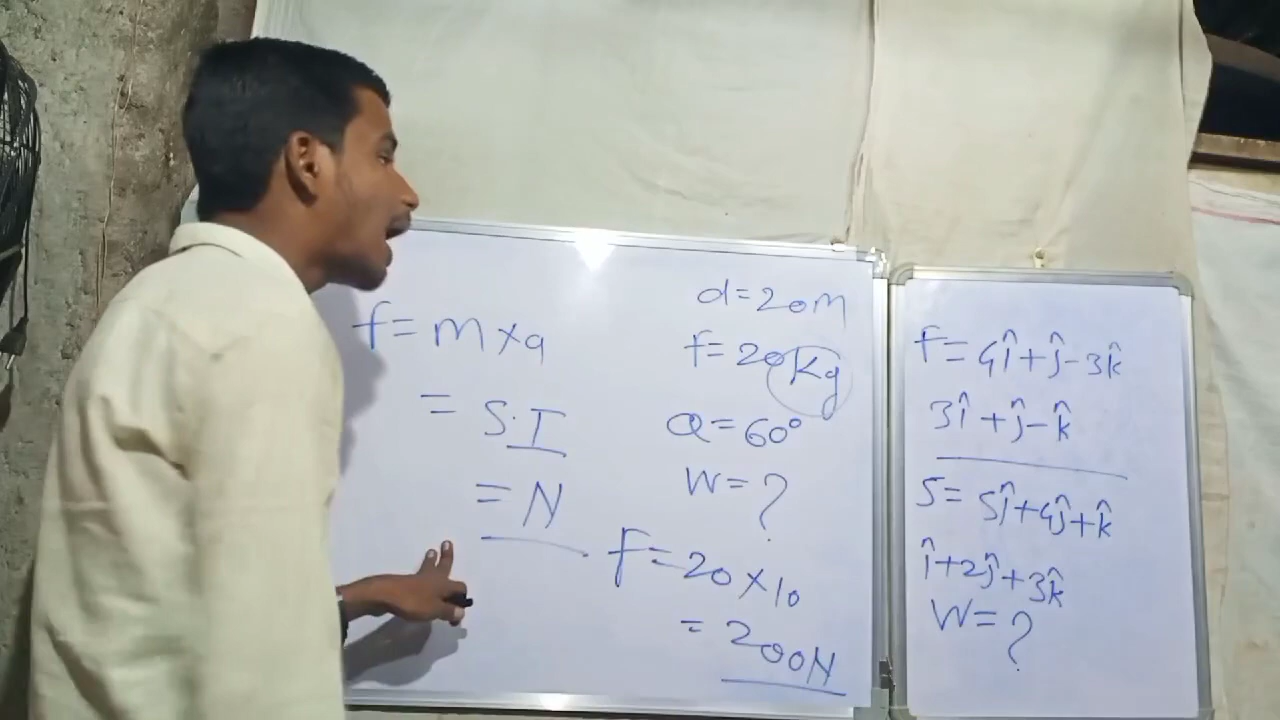 f = m × a
= S.I
= N
d = 20m
f = 20 Kg
Q = 60°
W = ?
F = 20 × 10
= 200N
F = 4î + ĵ - 3k̂
3î + ĵ - k̂
S = 5î + 4ĵ + k̂
î + 2ĵ + 3k̂
W = ?